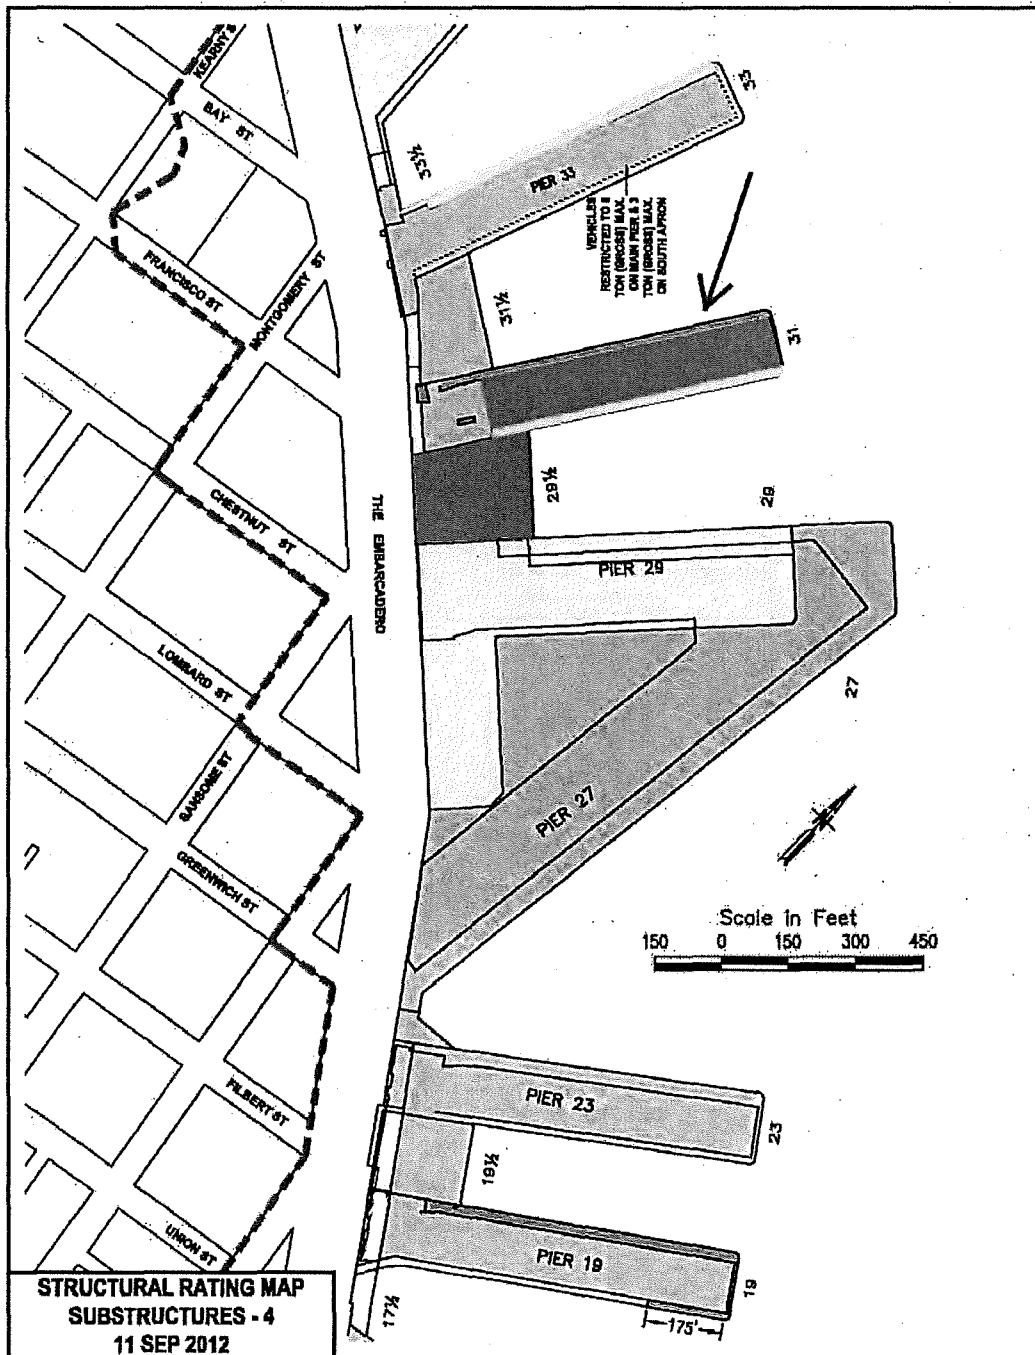 KEARNY S
BAY ST
33½
33
PIER 33
VEHICLES
RESTRICTED TO 8
TON (GROSS) MAX.
ON MAIN PIER & 3
TON (GROSS) MAX.
ON SOUTH APRON
FRANCISCO ST
MONTGOMERY ST
31½
31
CHESTNUT ST
THE EMBARCADERO
29½
29
PIER 29
LOMBARD ST
27
SANSOME ST
PIER 27
GREENWICH ST
Scale in Feet
150 0 150 300 450
FILBERT ST
PIER 23
23
19½
UNION ST
PIER 19
19
17½
175'
STRUCTURAL RATING MAP
SUBSTRUCTURES - 4
11 SEP 2012